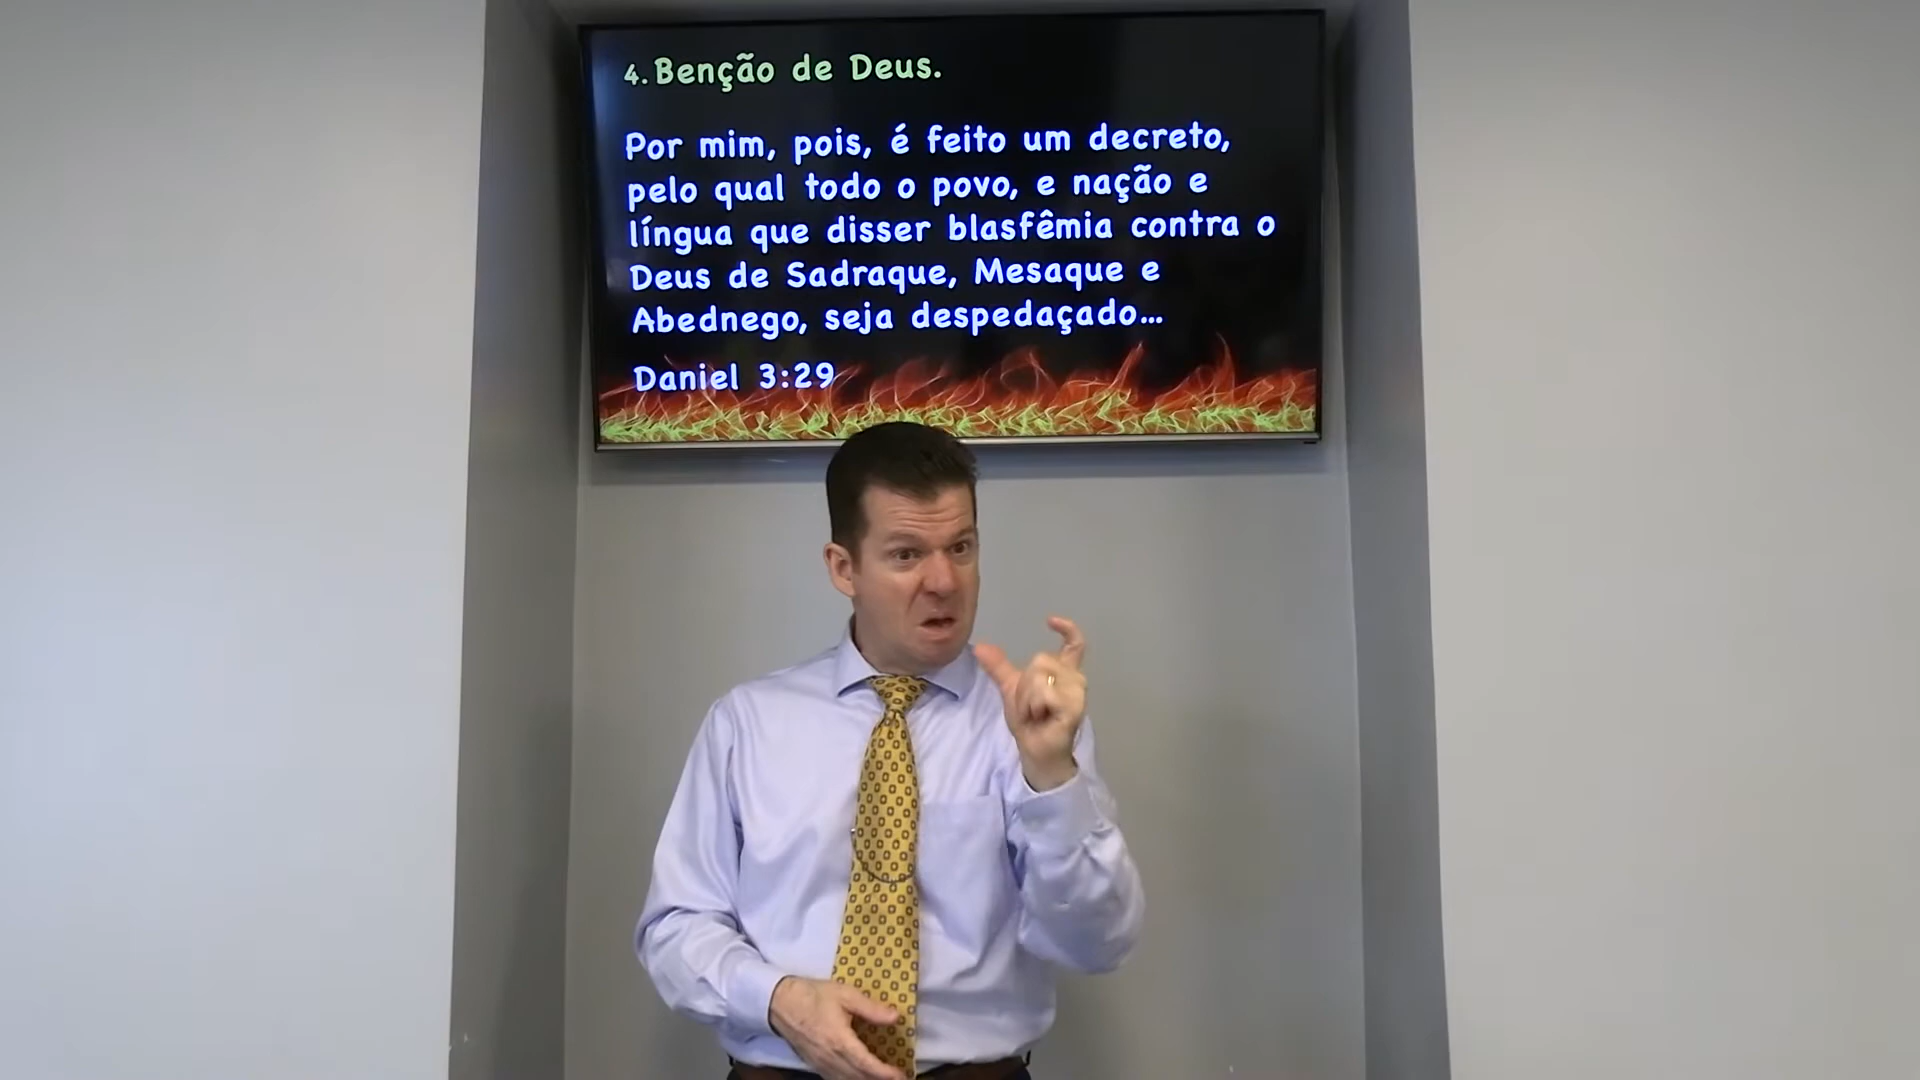 4. Benção de Deus.
Por mim, pois, é feito um decreto,
pelo qual todo o povo, e nação e
língua que disser blasfêmia contra o
Deus de Sadraque, Mesaque e
Abednego, seja despedaçado...
Daniel 3:29